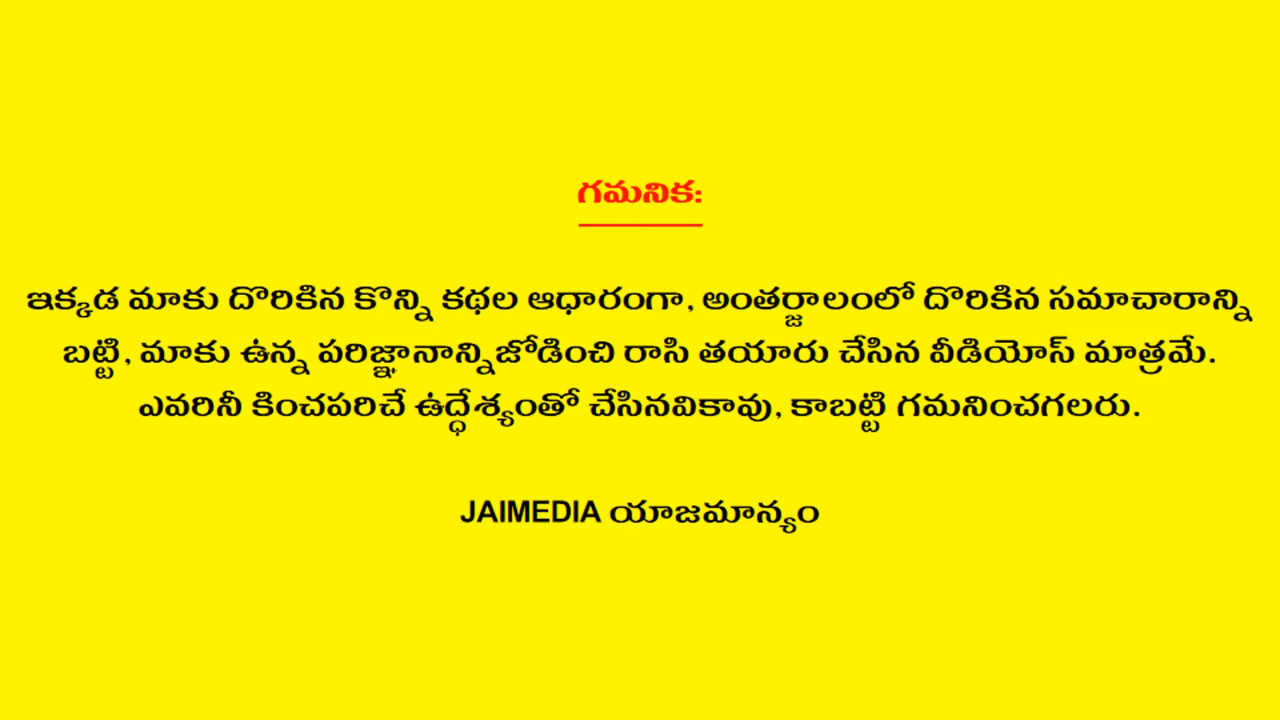 గమనిక:
ఇక్కడ మాకు దొరికిన కొన్ని కథల ఆధారంగా, అంతర్జాలంలో దొరికిన సమాచారాన్ని
బట్టి, మాకు ఉన్న పరిజ్ఞానాన్నిజోడించి రాసి తయారు చేసిన వీడియోస్ మాత్రమే.
ఎవరినీ కించపరిచే ఉద్ధేశ్యంతో చేసినవికావు, కాబట్టి గమనించగలరు.
JAIMEDIA యాజమాన్యం